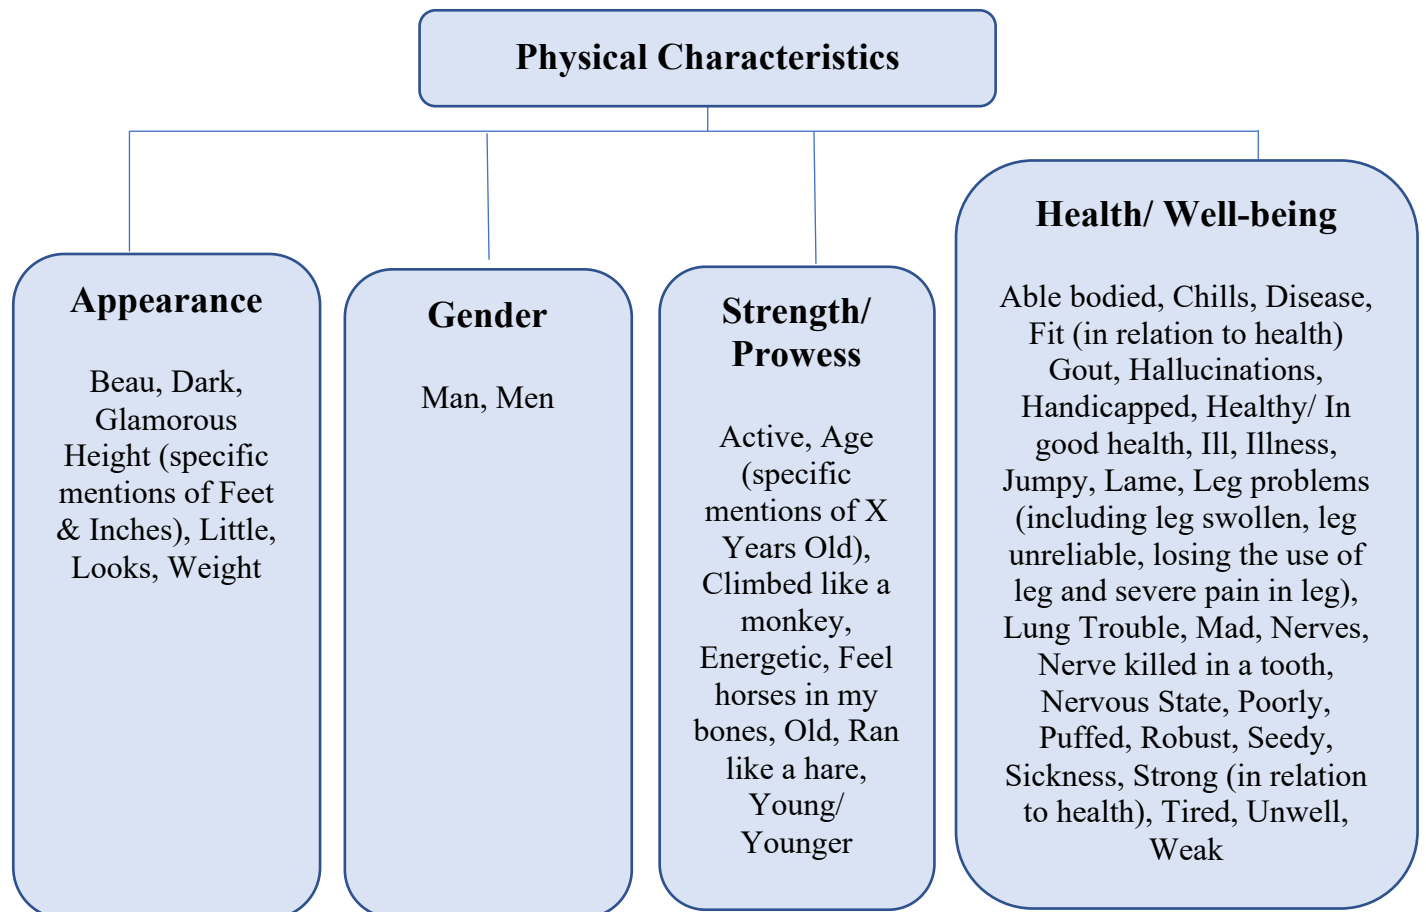 Physical Characteristics
Appearance
Beau, Dark,
Glamorous
Height (specific
mentions of Feet
& Inches), Little,
Looks, Weight
Gender
Man, Men
Strength/
Prowess
Active, Age
(specific
mentions of X
Years Old),
Climbed like a
monkey,
Energetic, Feel
horses in my
bones, Old, Ran
like a hare,
Young/
Younger
Health/ Well-being
Able bodied, Chills, Disease,
Fit (in relation to health)
Gout, Hallucinations,
Handicapped, Healthy/ In
good health, Ill, Illness,
Jumpy, Lame, Leg problems
(including leg swollen, leg
unreliable, losing the use of
leg and severe pain in leg),
Lung Trouble, Mad, Nerves,
Nerve killed in a tooth,
Nervous State, Poorly,
Puffed, Robust, Seedy,
Sickness, Strong (in relation
to health), Tired, Unwell,
Weak